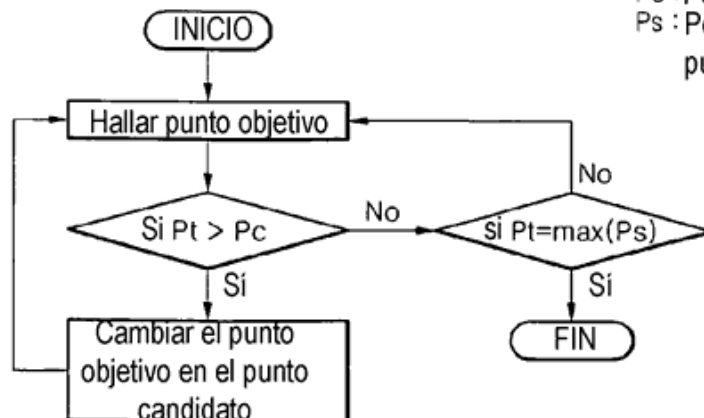 INICIO
Ps :
Hallar punto objetivo
Si Pt > Pc
No
Sí
Cambiar el punto
objetivo en el punto
candidato
No
si Pt=max(Ps)
Sí
FIN